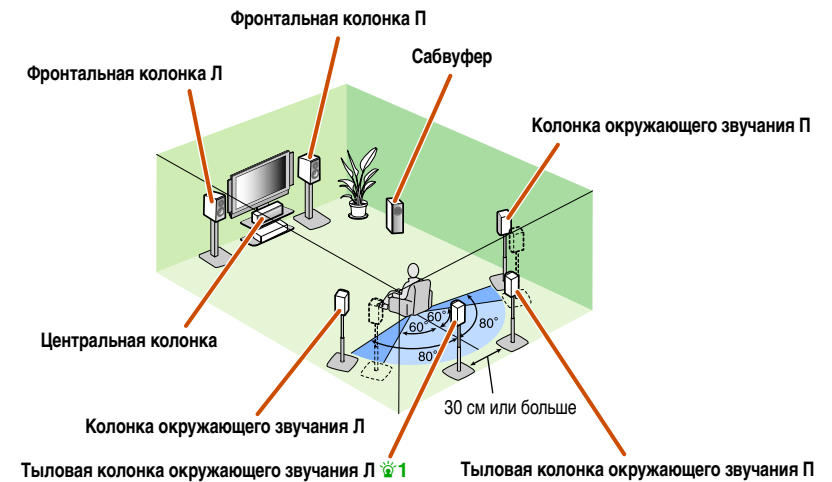 Фронтальная колонка П
Сабвуфер
Фронтальная колонка Л
Колонка окружающего звучания П
60°
60°
80°
80°
Центральная колонка
30 см или больше
Колонка окружающего звучания Л
Тыловая колонка окружающего звучания Л 1
Тыловая колонка окружающего звучания П